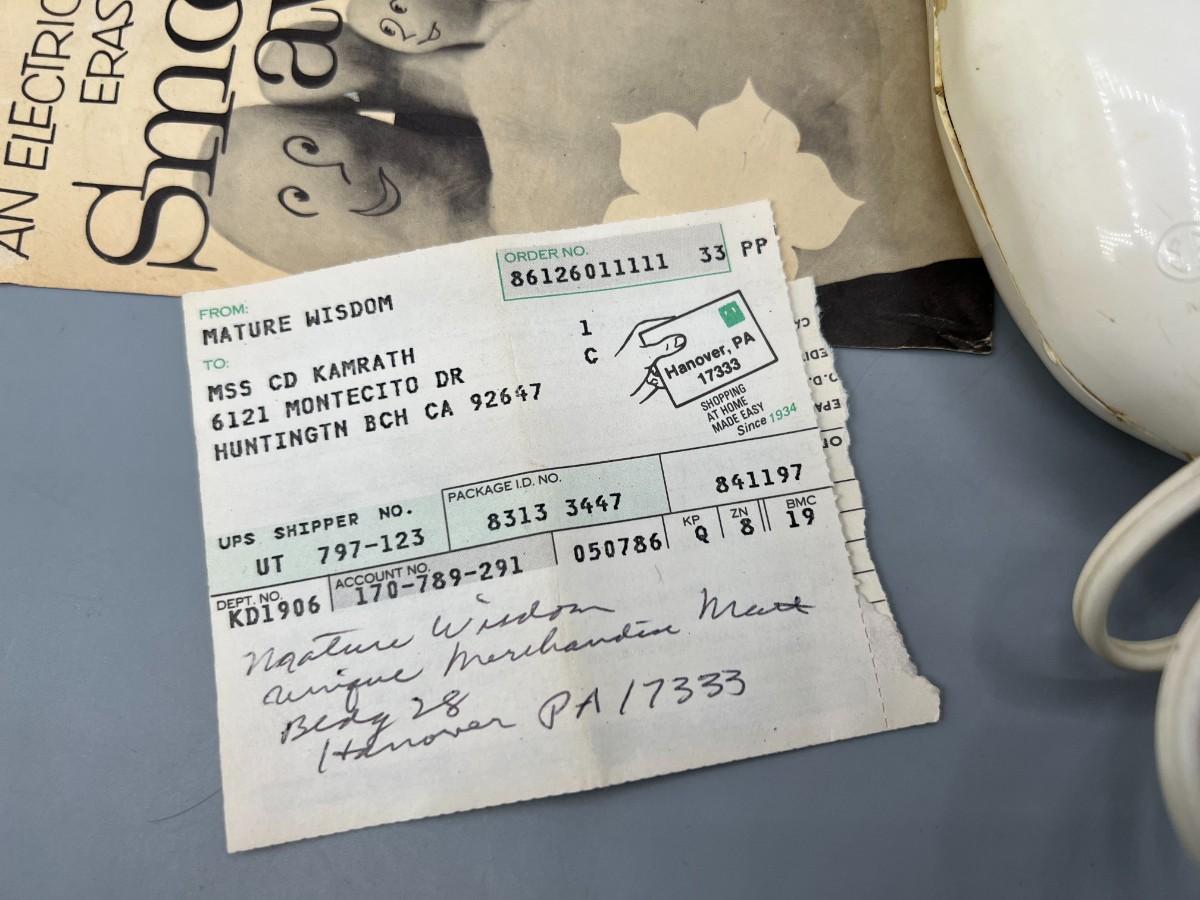 AN ELECTRIC
ERAS
Smo
aw
ORDER NO.
86126011111 33 PP
FROM:
MATURE WISDOM
TO:
MSS CD KAMRATH
6121 MONTECITO DR
HUNTINGTN BCH CA 92647
1
C
Hanover, PA
17333
SHOPPING
AT HOME
MADE EASY
Since 1934
UPS SHIPPER NO.
UT 797-123
PACKAGE I.D. NO.
8313 3447
841197
DEPT. NO.
KD1906
ACCOUNT NO.
170-789-291
050786
KP
Q
ZN
8
BMC
19
Mature Wisdom
Unique Merchandise Mart
Bldg 28
Hanover PA 17333